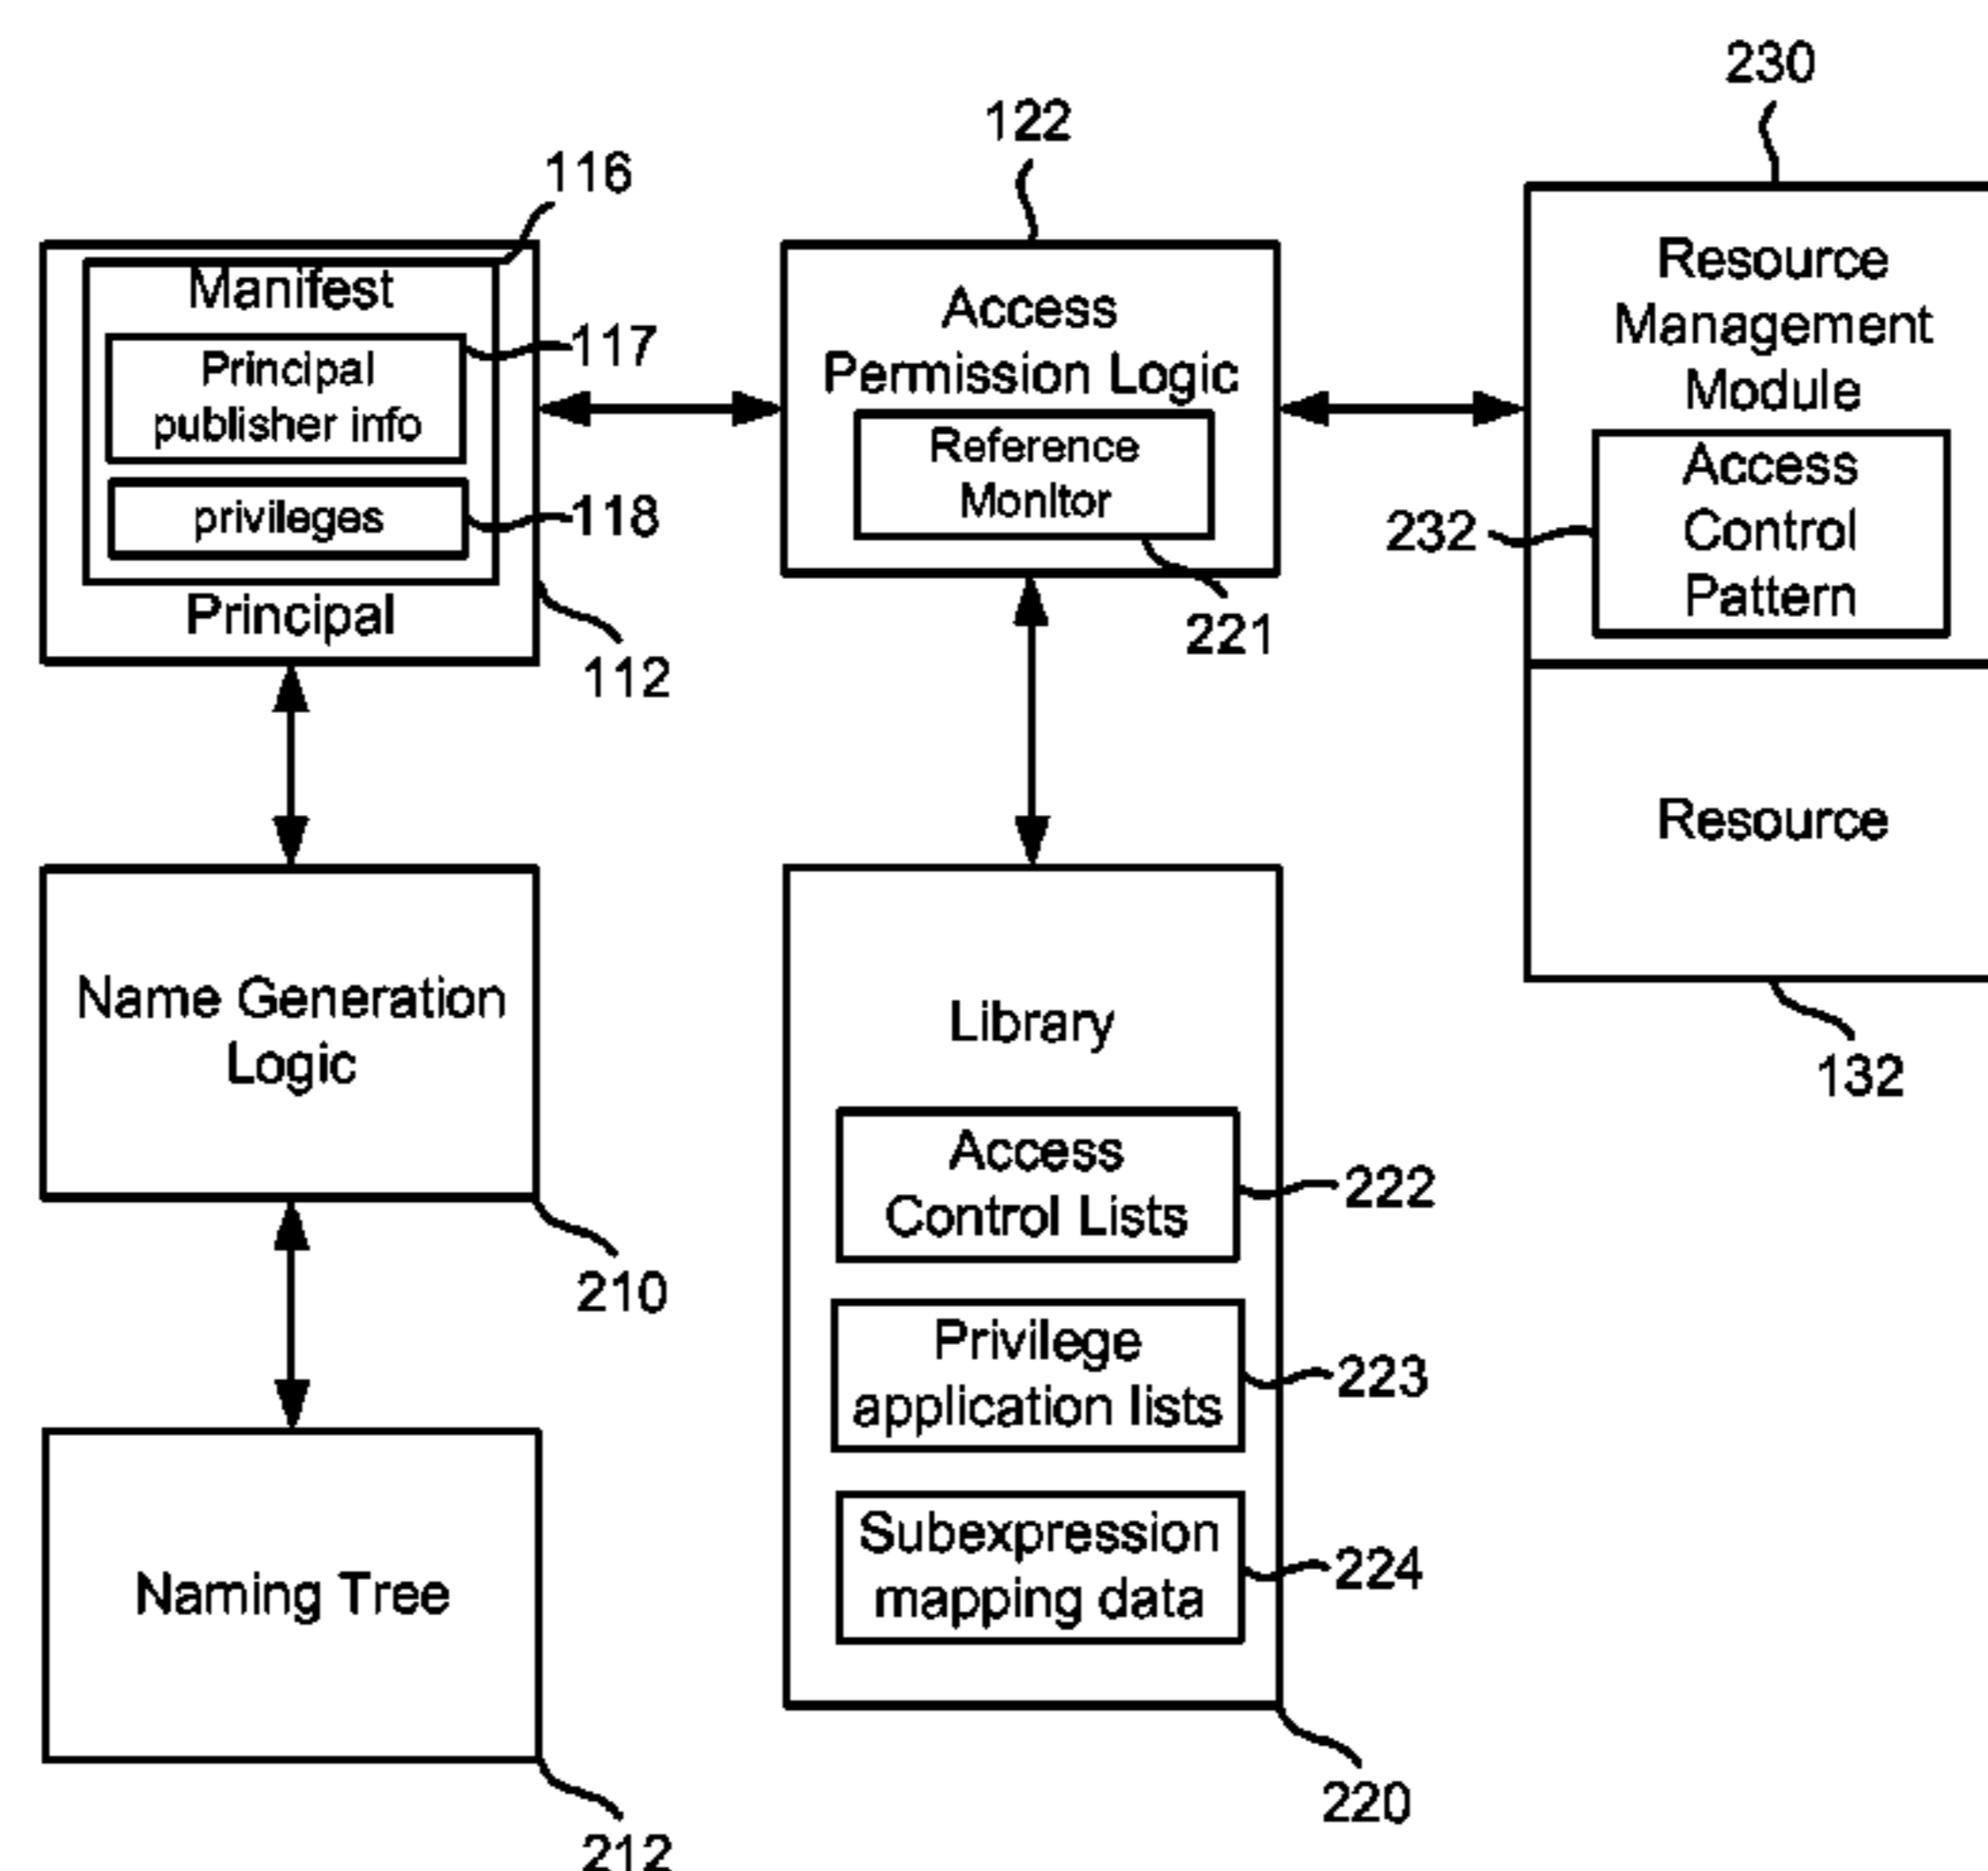 230
122
116
Manifest
Principal
publisher info
117
privileges
118
Principal
112
Access
Permission Logic
Reference
Monitor
221
Resource
Management
Module
Access
Control
Pattern
232
Resource
132
Name Generation
Logic
210
Library
Access
Control Lists
222
Privilege
application lists
223
Subexpression
mapping data
224
220
Naming Tree
212